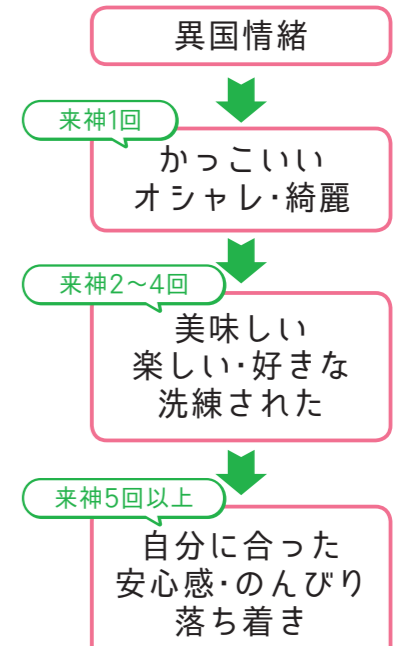 異国情緒
来神1回
かっこいい
オシャレ・綺麗
来神2〜4回
美味しい
楽しい・好きな
洗練された
来神5回以上
自分に合った
安心感・のんびり
落ち着き